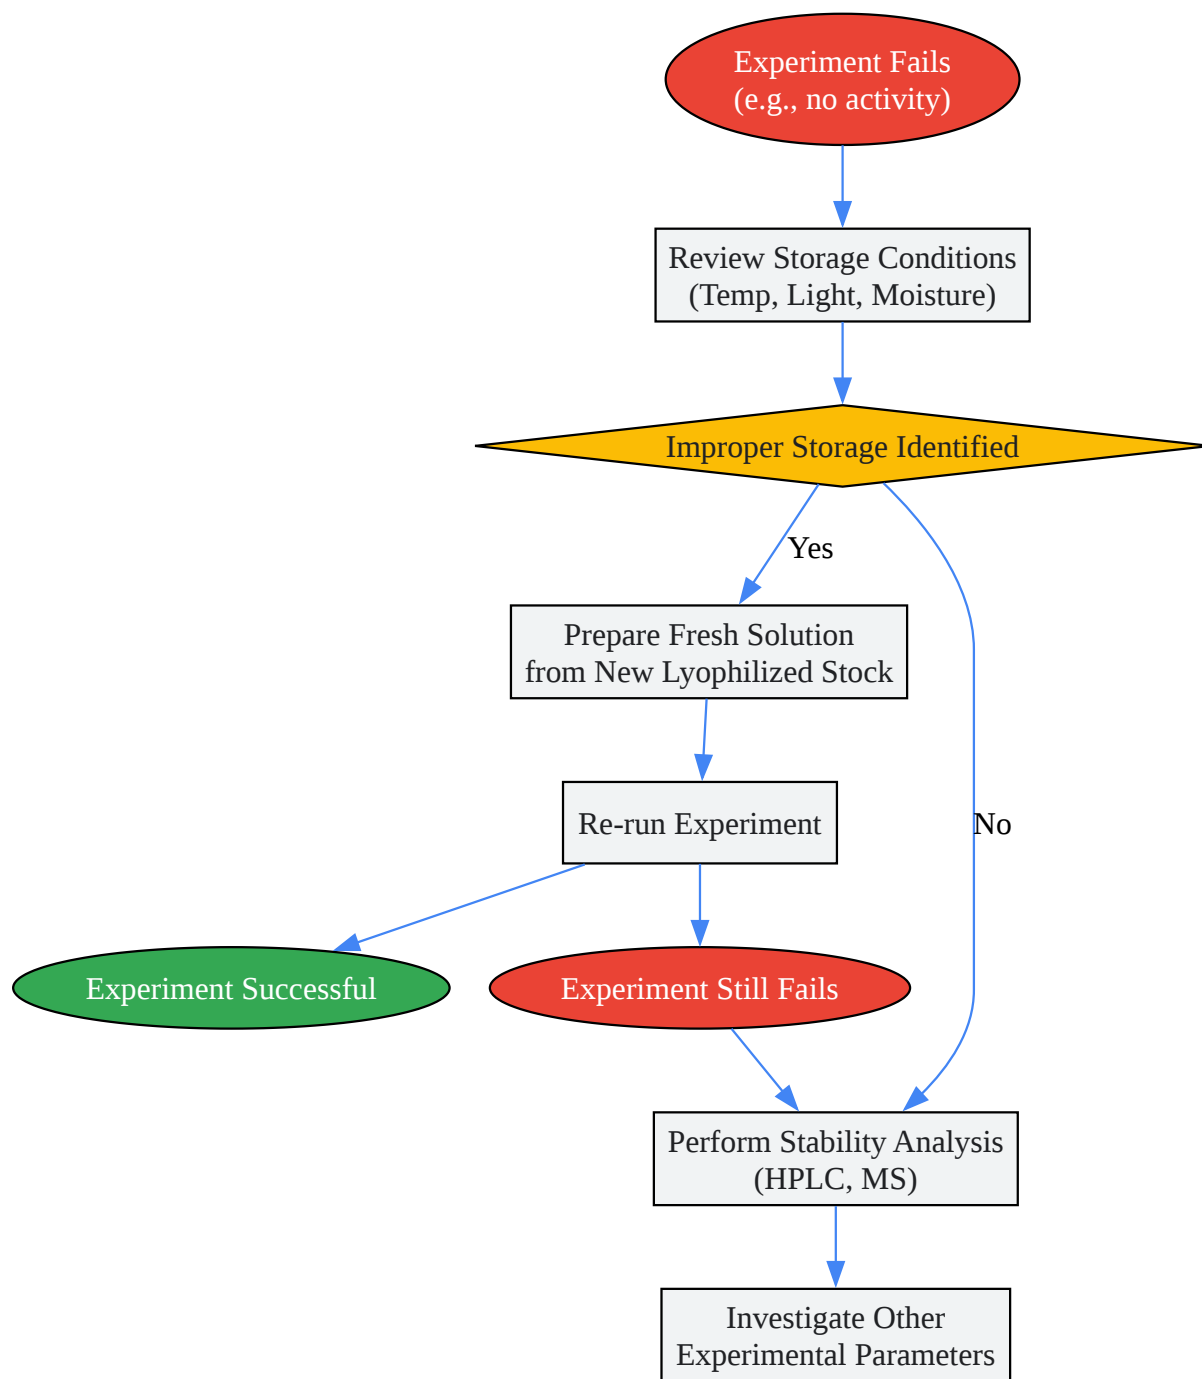 Experiment Fails
(e.g., no activity)
Review Storage Conditions
(Temp, Light, Moisture)
Improper Storage Identified
Yes
Prepare Fresh Solution
from New Lyophilized Stock
Re-run Experiment
No
Experiment Successful
Experiment Still Fails
Perform Stability Analysis
(HPLC, MS)
Investigate Other
Experimental Parameters